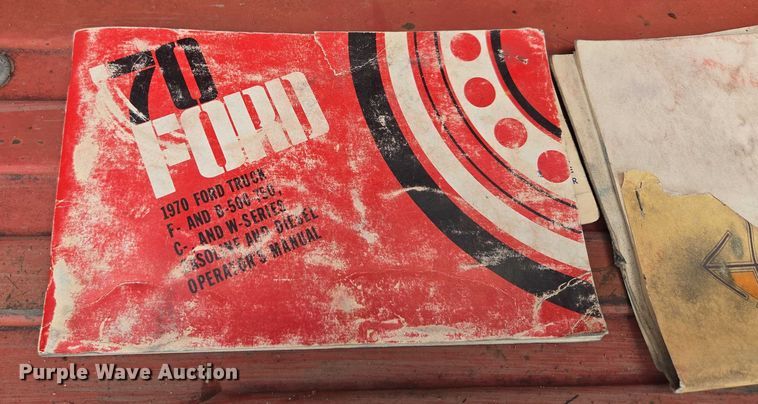 '70
FORD
1970 FORD TRUCK
F- AND B-500-750,
C- AND W-SERIES
GASOLINE AND DIESEL
OPERATOR'S MANUAL
Purple Wave Auction